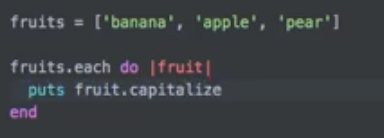 fruits = ['banana', 'apple', 'pear']
fruits.each do |fruit|
puts fruit.capitalize
end